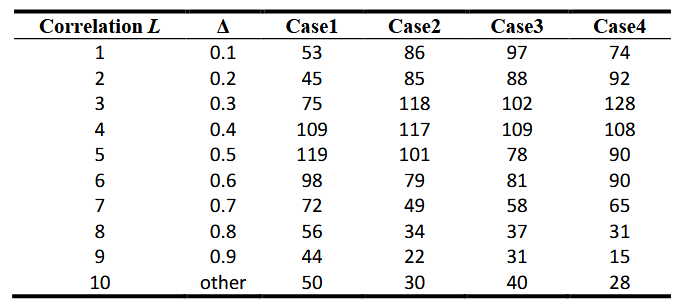 Correlation L Δ Case1 Case2 Case3 Case4
1 0.1 53 86 97 74
2 0.2 45 85 88 92
3 0.3 75 118 102 128
4 0.4 109 117 109 108
5 0.5 119 101 78 90
6 0.6 98 79 81 90
7 0.7 72 49 58 65
8 0.8 56 34 37 31
9 0.9 44 22 31 15
10 other 50 30 40 28